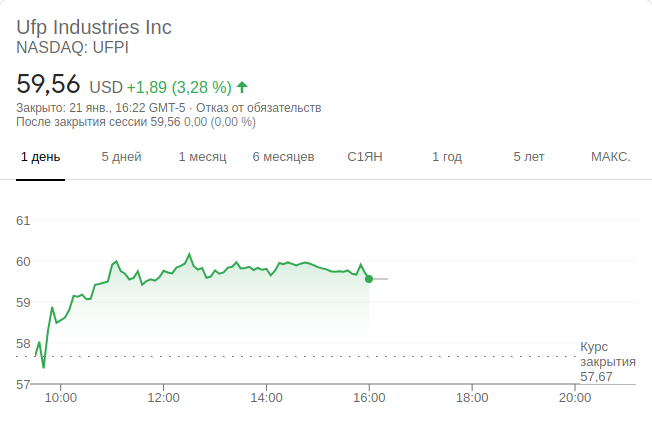 Ufp Industries Inc
NASDAQ: UFPI
59,56 USD +1,89 (3,28 %)
Закрыто: 21 янв., 16:22 GMT-5 · Отказ от обязательств
После закрытия сессии 59,56 0,00 (0,00 %)
1 день 5 дней 1 месяц 6 месяцев С1ЯН 1 год 5 лет МАКС.
61
60
59
58
Курс
закрытия
57,67
57
10:00 12:00 14:00 16:00 18:00 20:00